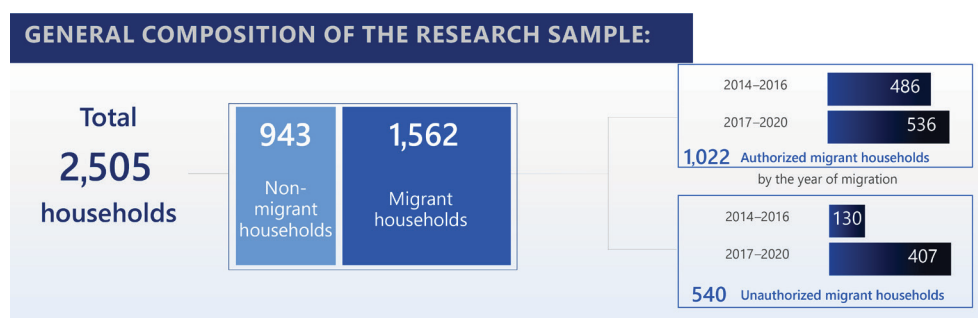 GENERAL COMPOSITION OF THE RESEARCH SAMPLE:
Total
2,505
households
943
Non-
migrant
households
1,562
Migrant
households
2014–2016 486
2017–2020 536
1,022 Authorized migrant households
by the year of migration
2014–2016 130
2017–2020 407
540 Unauthorized migrant households